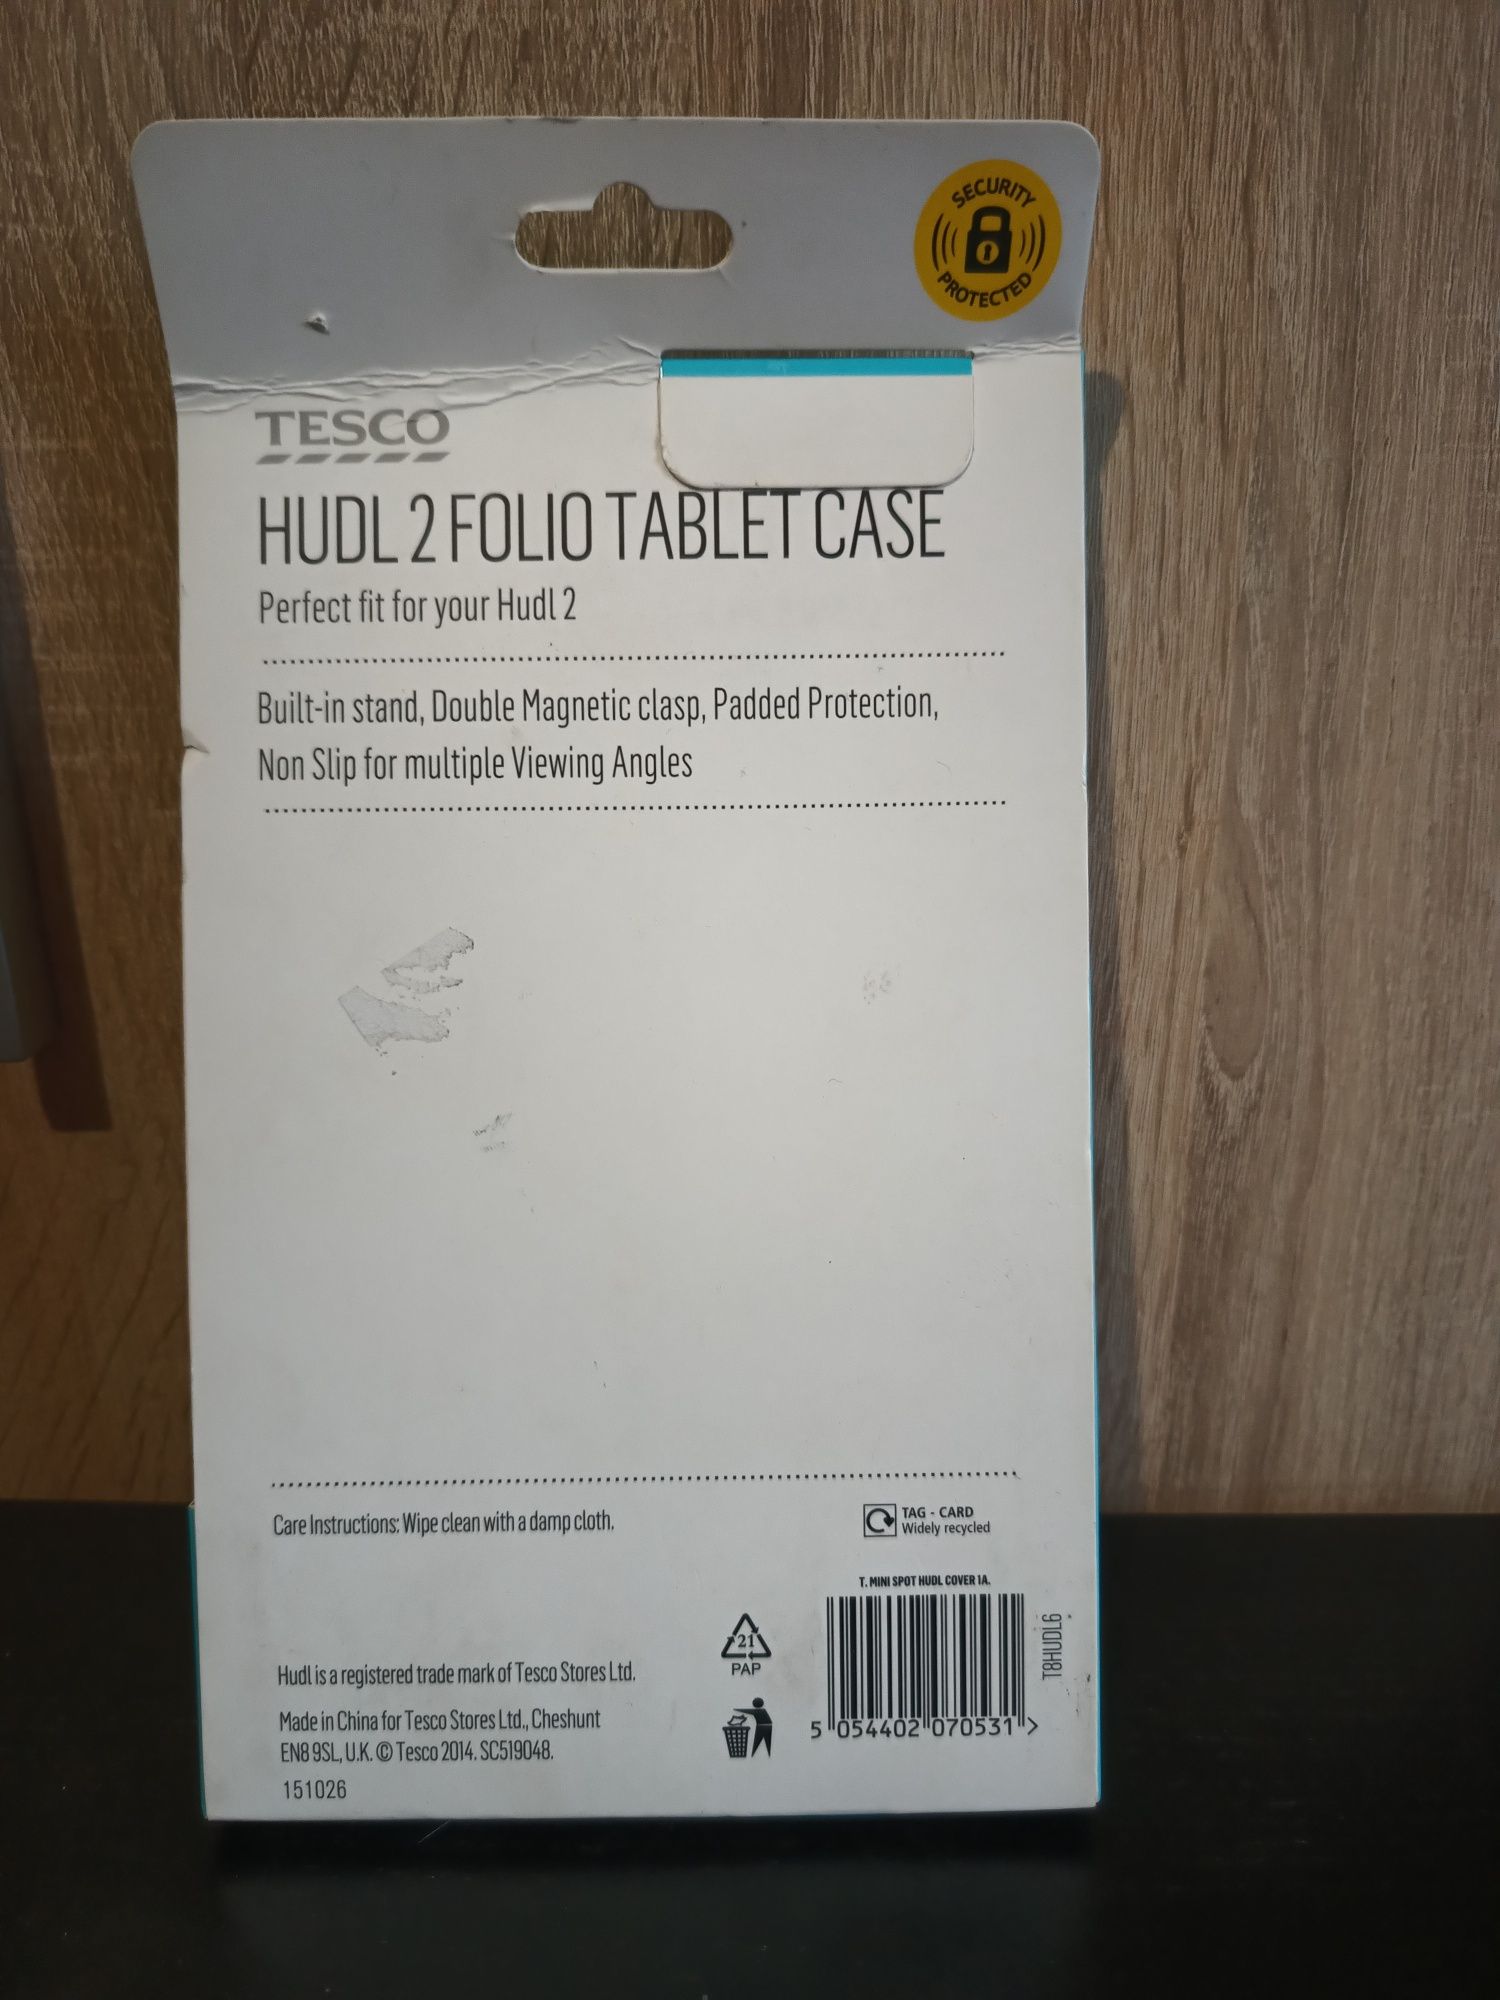 SECURITY
PROTECTED
TESCO
HUDL 2 FOLIO TABLET CASE
Perfect fit for your Hudl 2
Built-in stand, Double Magnetic clasp, Padded Protection,
Non Slip for multiple Viewing Angles
Care Instructions: Wipe clean with a damp cloth.
TAG - CARD
Widely recycled
T. MINI SPOT HUDL COVER 1A.
T8HUDL6
21
PAP
5 054402 070531 >
Hudl is a registered trade mark of Tesco Stores Ltd.
Made in China for Tesco Stores Ltd., Cheshunt
EN8 9SL, U.K. © Tesco 2014. SC519048.
151026